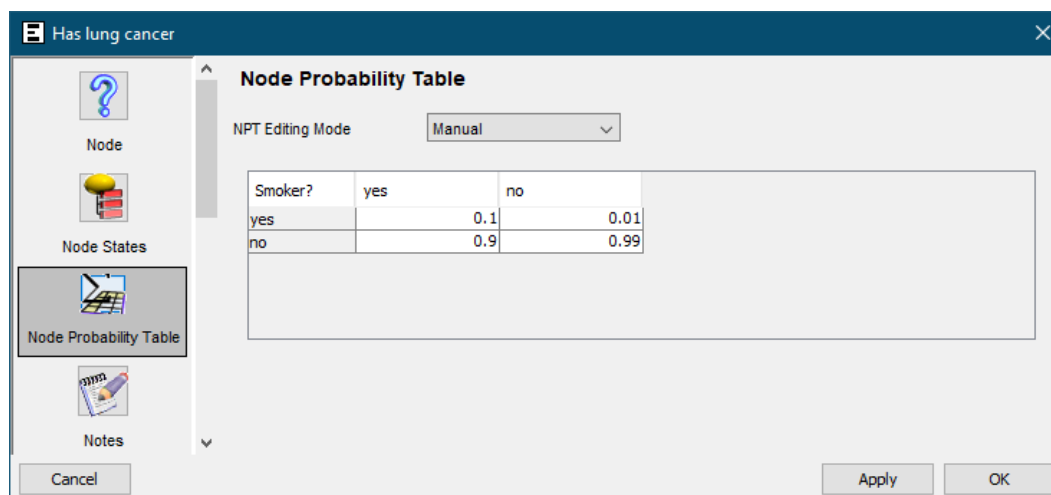 Has lung cancer
Node
Node States
Node Probability Table
Notes
Node Probability Table
NPT Editing Mode Manual
Smoker? yes no
yes 0.1 0.01
no 0.9 0.99
Cancel Apply OK